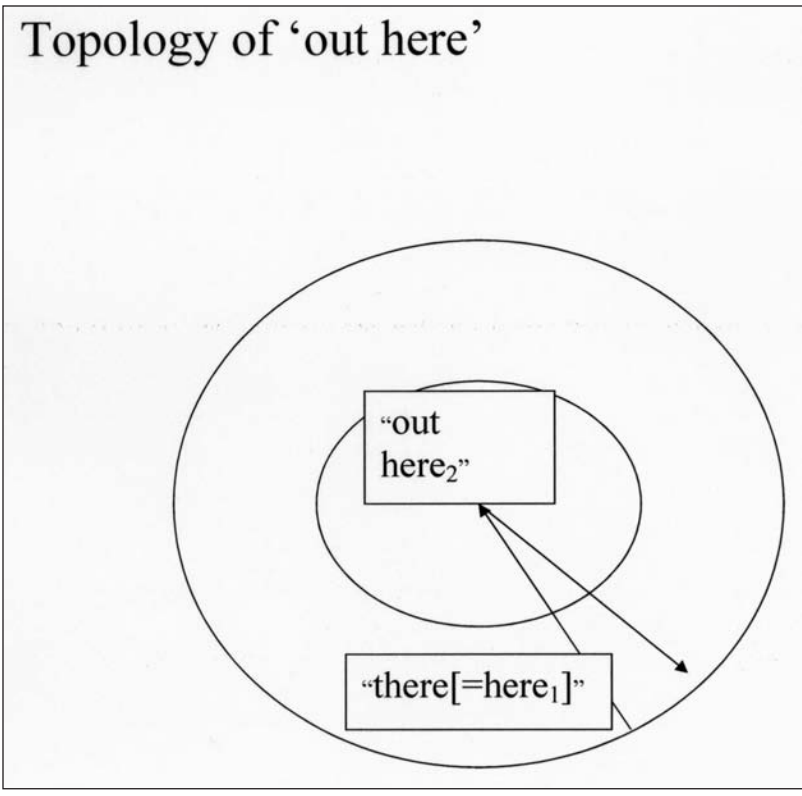 Topology of ‘out here’
“out
here₂”
“there[=here₁]”